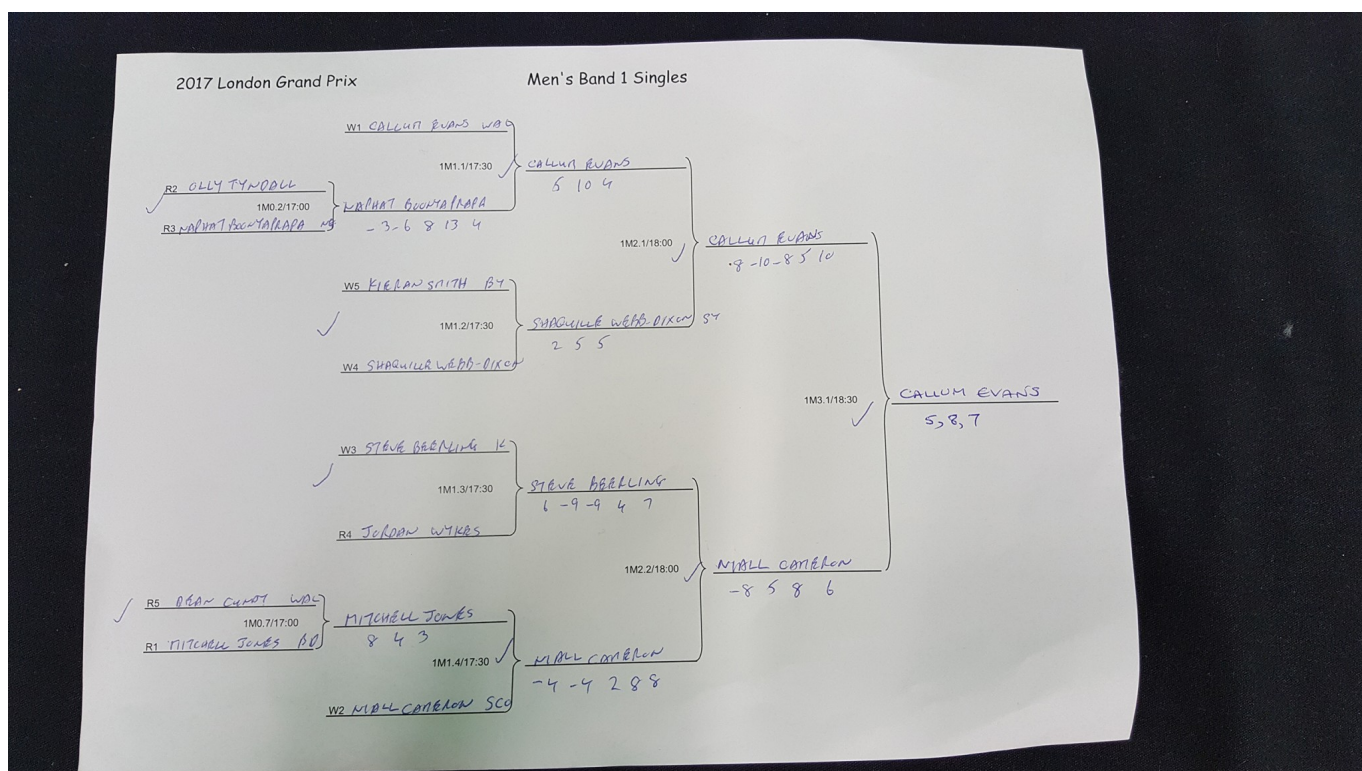 2017 London Grand Prix
Men's Band 1 Singles
W1 CALLUM EVANS WAL
1M1.1/17:30
CALLUM EVANS
5 10 4
R2 OLLY TYNDALL
1M0.2/17:00
R3 NAPHAT BOONYAPRAPA
NAPHAT BOONYAPRAPA
-3 -6 8 13 4
1M2.1/18:00
CALLUM EVANS
-8 -10 -8 5 10
W5 KIERAN SMITH BY
1M1.2/17:30
SHAQUILLE WEBB-DIXON SY
2 5 5
W4 SHAQUILLE WEBB-DIXON
1M3.1/18:30
CALLUM EVANS
5, 8, 7
W3 STEVE BEERLING K
1M1.3/17:30
STEVE BEERLING
6 -9 -9 4 7
R4 JORDAN WYKES
1M2.2/18:00
NIALL CAMERON
-8 5 8 6
R5 WAL
1M0.7/17:00
R1 MITCHELL JONES BD
MITCHELL JONES
8 4 3
1M1.4/17:30
NIALL CAMERON
-4 -4 2 8 8
W2 NIALL CAMERON SCO